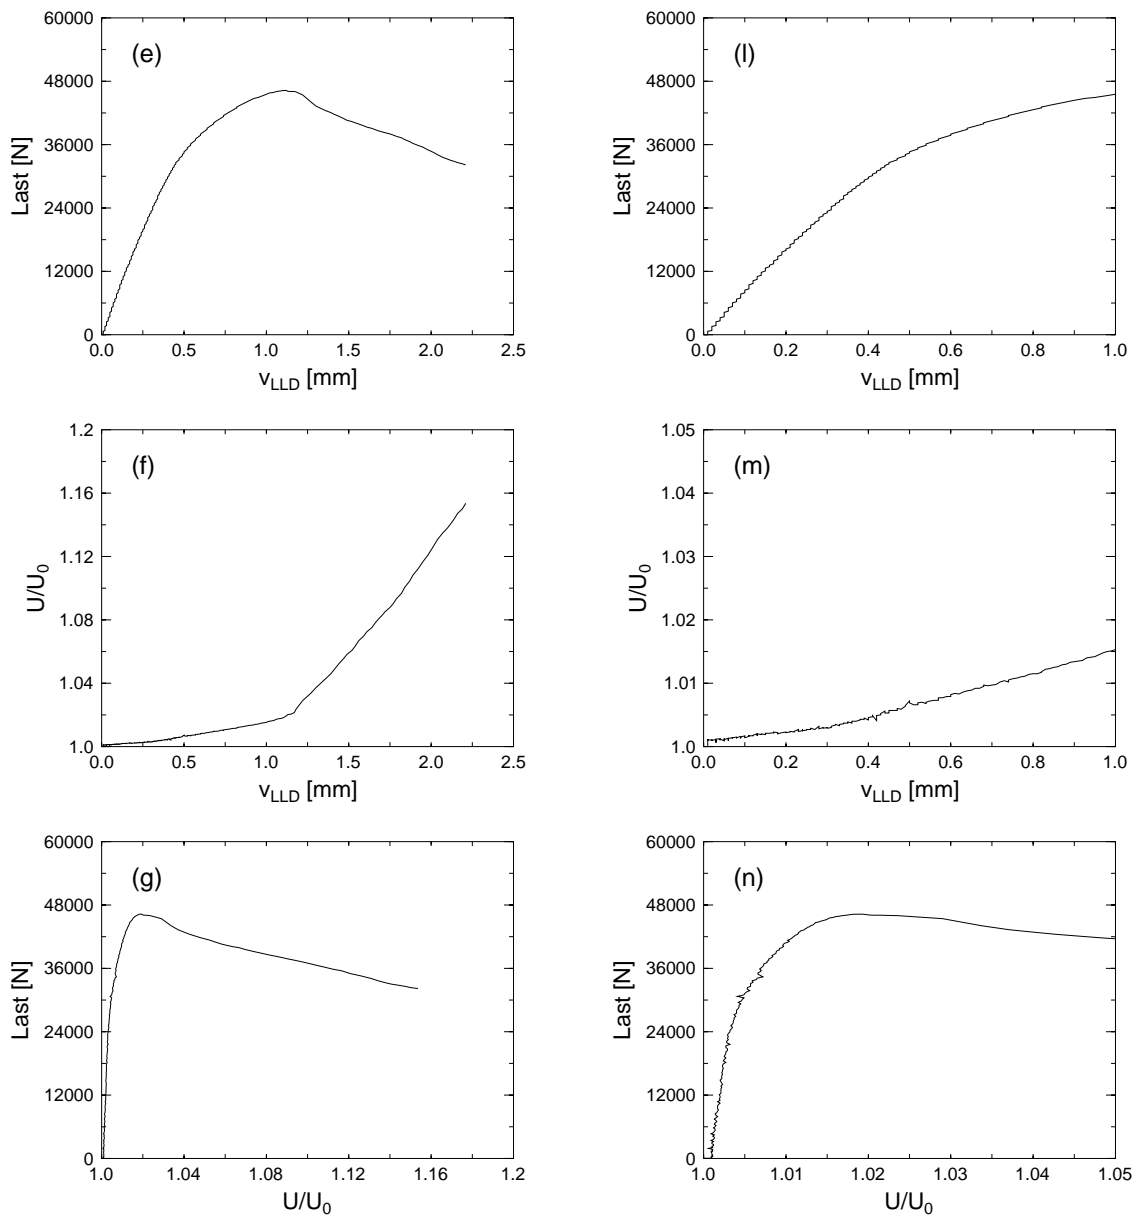 (e)
60000
48000
36000
24000
12000
0
Last [N]
0.0 0.5 1.0 1.5 2.0 2.5
vLLD [mm]
(l)
60000
48000
36000
24000
12000
0
Last [N]
0.0 0.2 0.4 0.6 0.8 1.0
vLLD [mm]
(f)
1.2
1.16
1.12
1.08
1.04
1.0
U/U0
0.0 0.5 1.0 1.5 2.0 2.5
vLLD [mm]
(m)
1.05
1.04
1.03
1.02
1.01
1.0
U/U0
0.0 0.2 0.4 0.6 0.8 1.0
vLLD [mm]
(g)
60000
48000
36000
24000
12000
0
Last [N]
1.0 1.04 1.08 1.12 1.16 1.2
U/U0
(n)
60000
48000
36000
24000
12000
0
Last [N]
1.0 1.01 1.02 1.03 1.04 1.05
U/U0